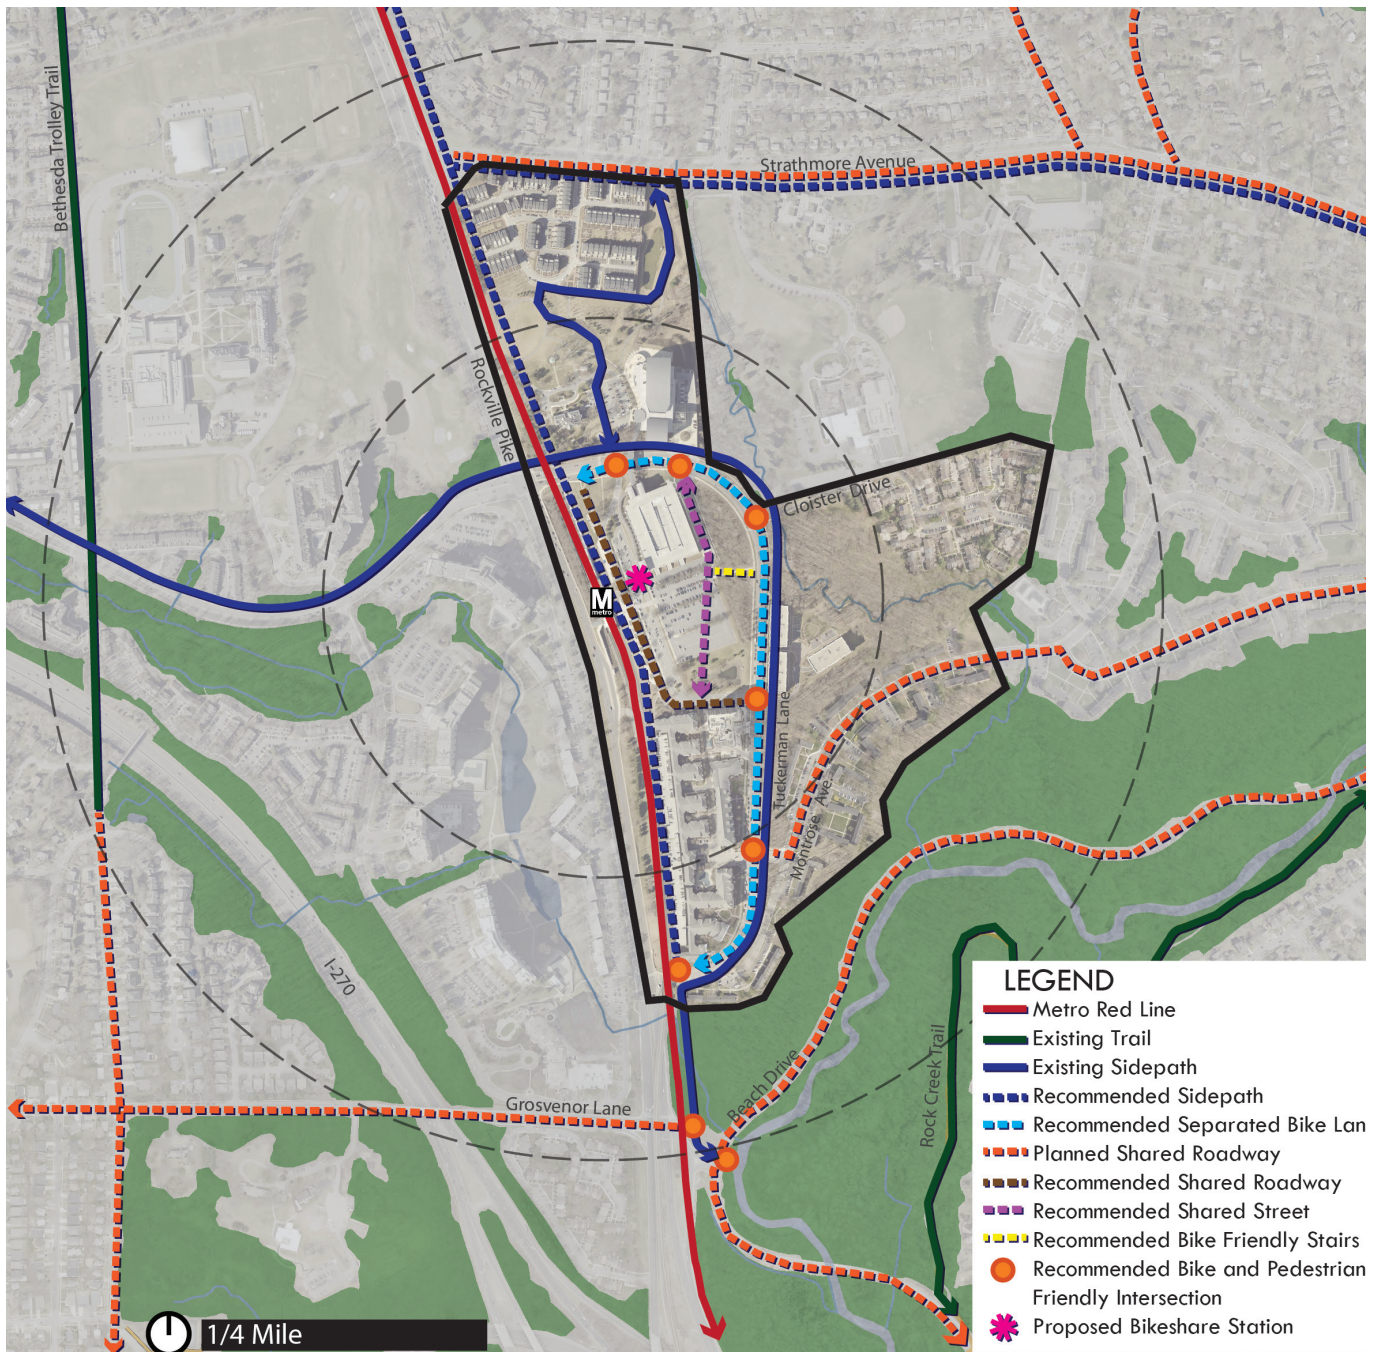 Bethesda Trolley Trail
Strathmore Avenue
Rockville Pike
Cloister Drive
M
metro
Tuckerman Lane
Montrose Ave.
I-270
Grosvenor Lane
Beach Drive
Rock Creek Trail
LEGEND
Metro Red Line
Existing Trail
Existing Sidepath
Recommended Sidepath
Recommended Separated Bike Lan
Planned Shared Roadway
Recommended Shared Roadway
Recommended Shared Street
Recommended Bike Friendly Stairs
Recommended Bike and Pedestrian
Friendly Intersection
Proposed Bikeshare Station
1/4 Mile